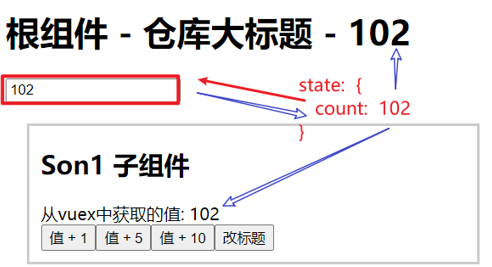 根组件 - 仓库大标题 - 102
102
state: {
count: 102
}
Son1 子组件
从vuex中获取的值: 102
值 + 1 值 + 5 值 + 10 改标题